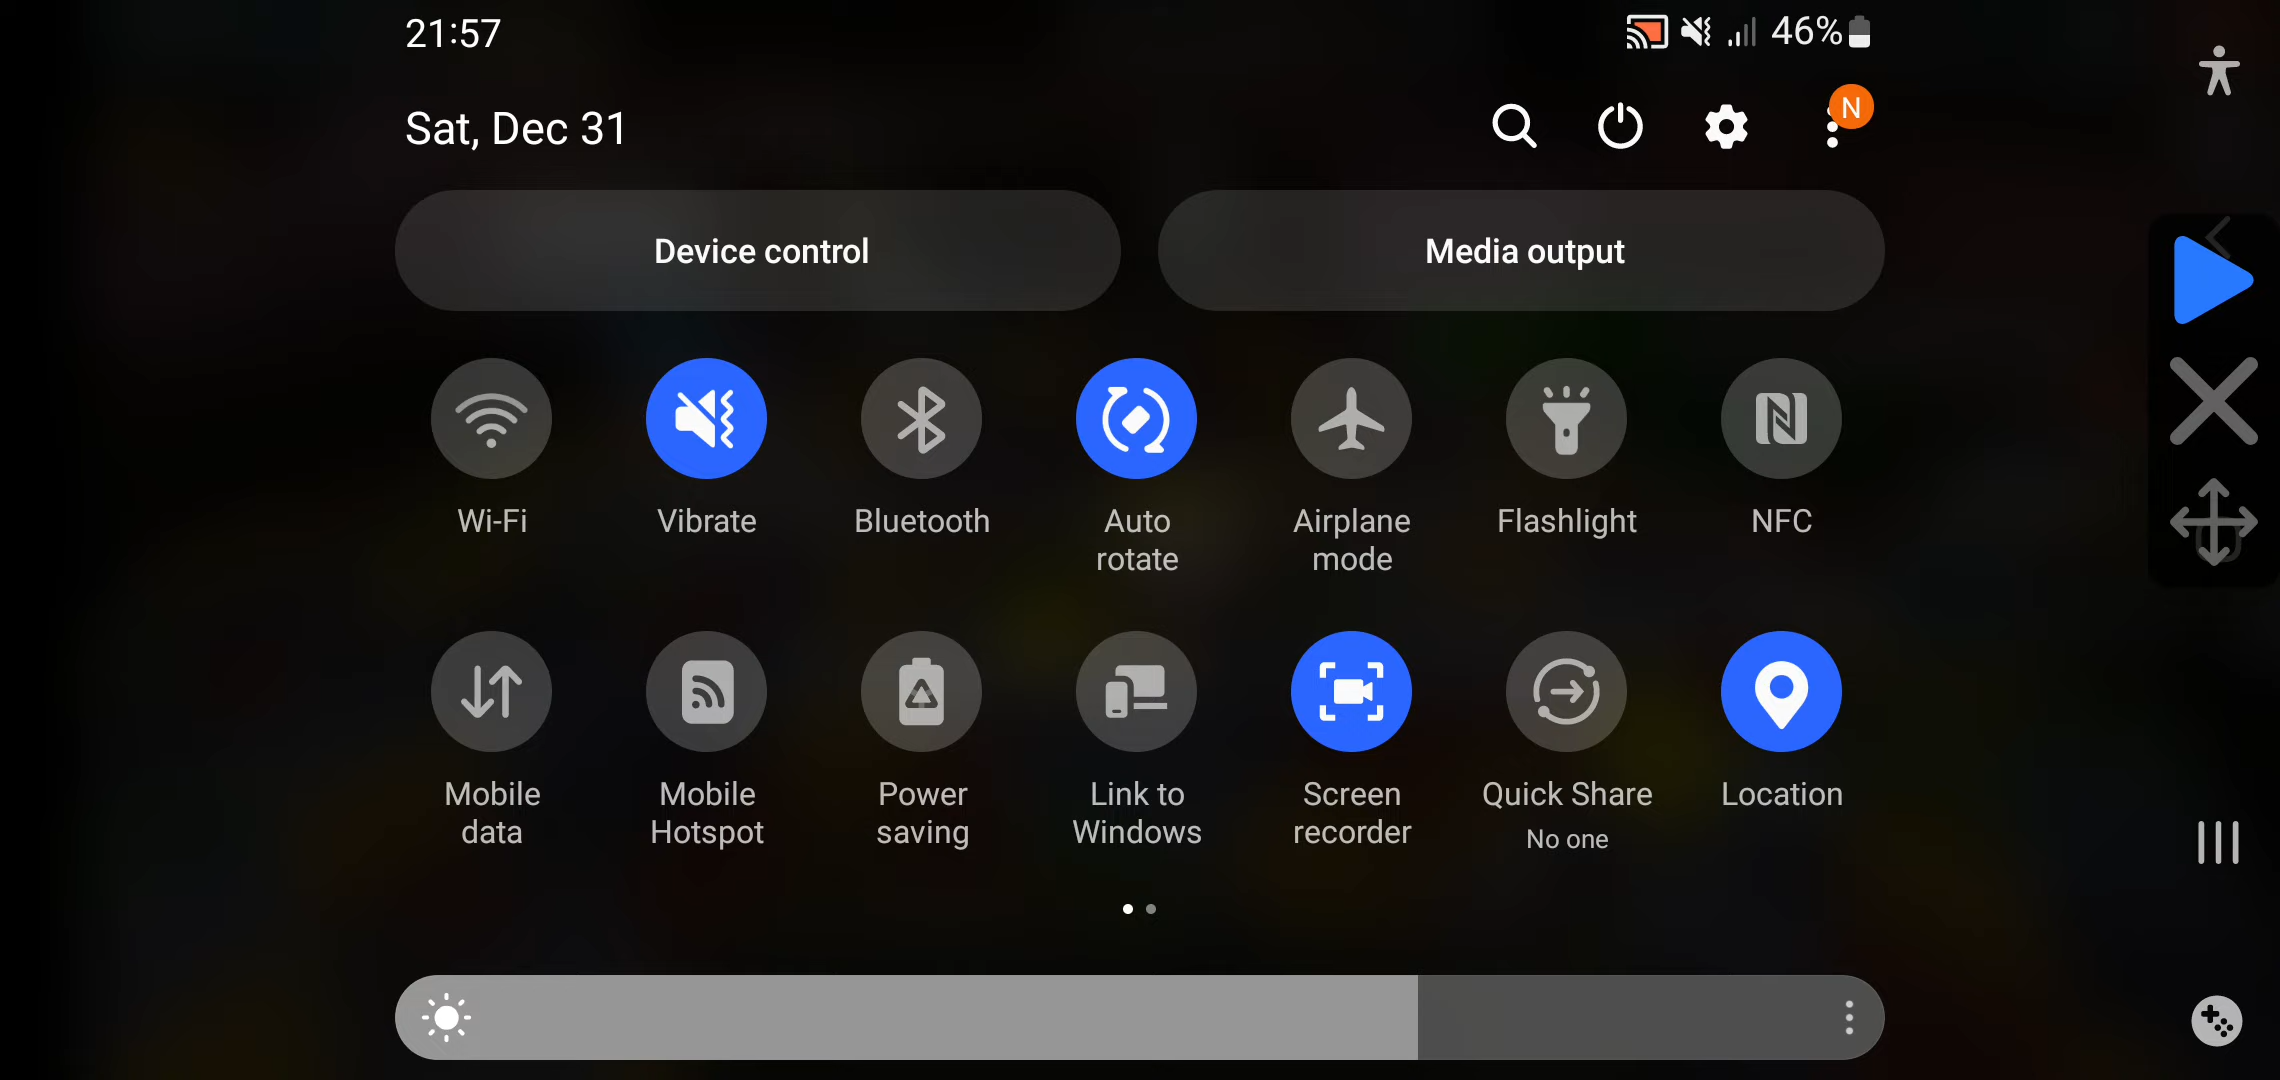 21:57
46%
Sat, Dec 31
N
Device control
Media output
Wi-Fi
Vibrate
Bluetooth
Auto
rotate
Airplane
mode
Flashlight
NFC
Mobile
data
Mobile
Hotspot
Power
saving
Link to
Windows
Screen
recorder
Quick Share
No one
Location